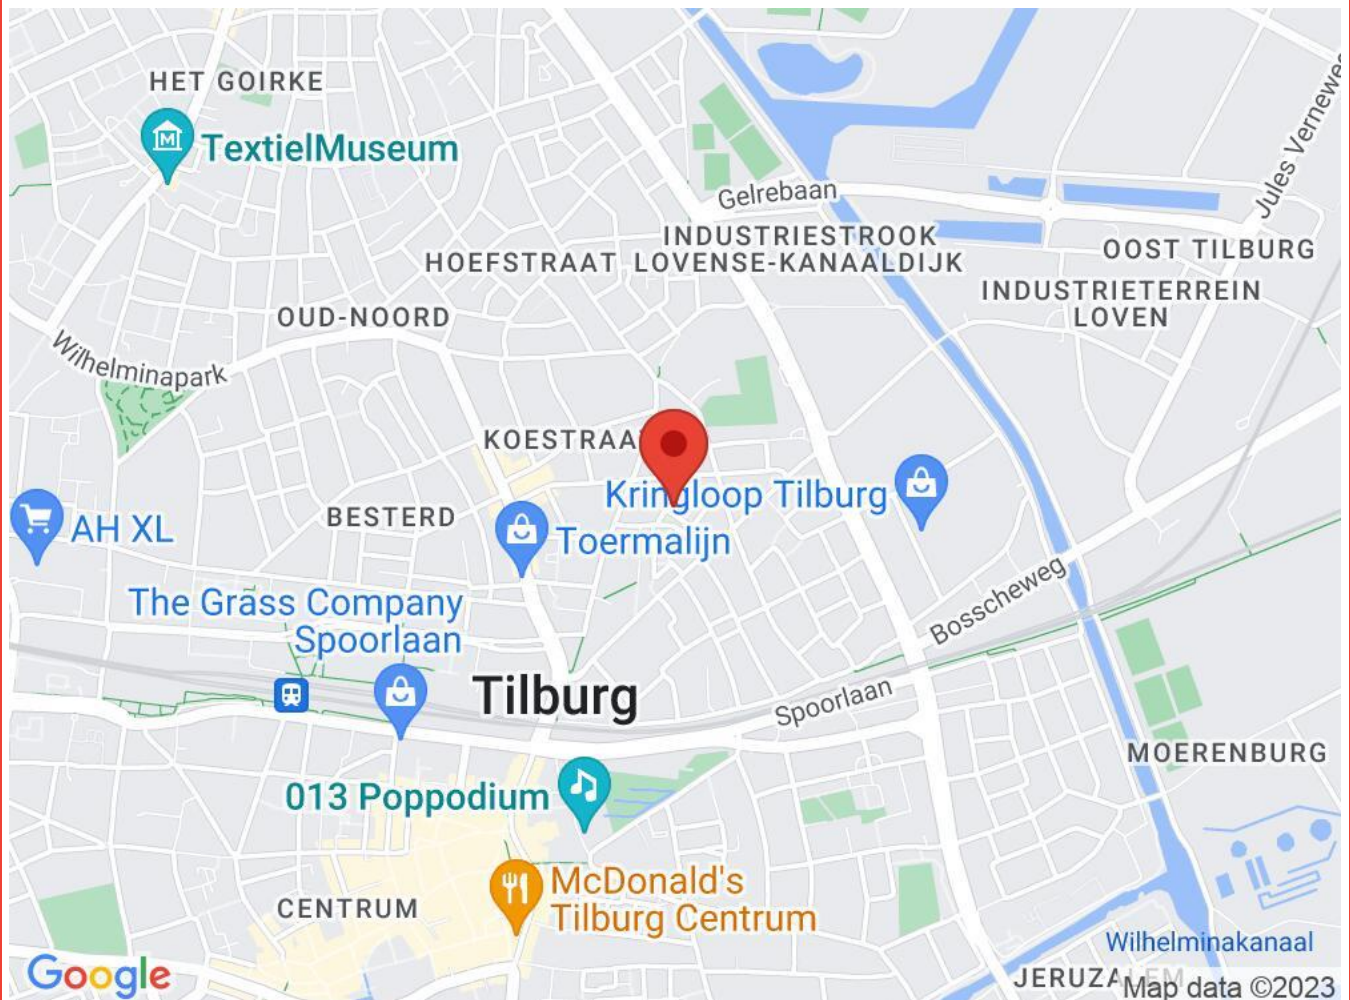 HET GOIRKE
TextielMuseum
Gelrebaan
Jules Vernewe
INDUSTRIESTROOK
HOEFSTRAAT
LOVENSE-KANAALDIJK
OOST TILBURG
INDUSTRIETERREIN
LOVEN
OUD-NOORD
Wilhelminapark
KOESTRAA
Kringloop Tilburg
AH XL
BESTERD
Toermalijn
The Grass Company
Spoorlaan
Bosscheweg
Tilburg
Spoorlaan
MOERENBURG
013 Poppodium
McDonald's
Tilburg Centrum
CENTRUM
Wilhelminakanaal
Google
JERUZALEM
Map data ©2023